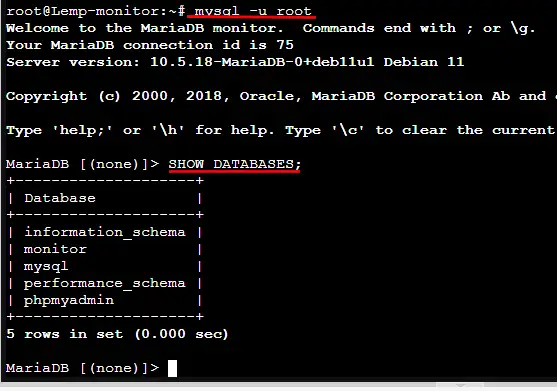 root@Lemp-monitor:~# mysql -u root
Welcome to the MariaDB monitor.  Commands end with ; or \g.
Your MariaDB connection id is 75
Server version: 10.5.18-MariaDB-0+deb11u1 Debian 11

Copyright (c) 2000, 2018, Oracle, MariaDB Corporation Ab and

Type 'help;' or '\h' for help. Type '\c' to clear the current

MariaDB [(none)]> SHOW DATABASES;
+--------------------+
| Database           |
+--------------------+
| information_schema |
| monitor            |
| mysql              |
| performance_schema |
| phpmyadmin         |
+--------------------+
5 rows in set (0.000 sec)

MariaDB [(none)]>